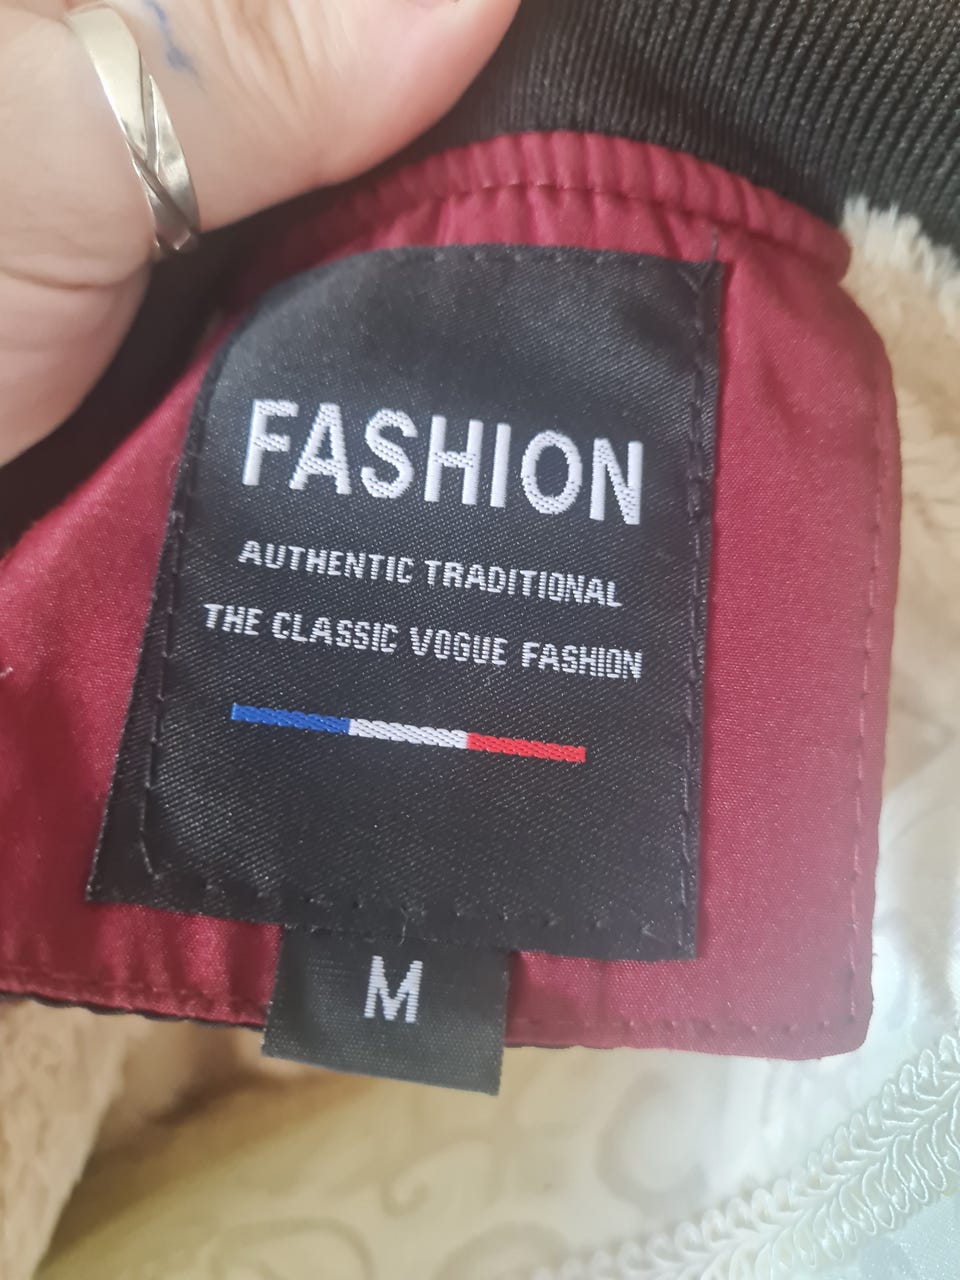 FASHION
AUTHENTIC TRADITIONAL
THE CLASSIC VOGUE FASHION
M